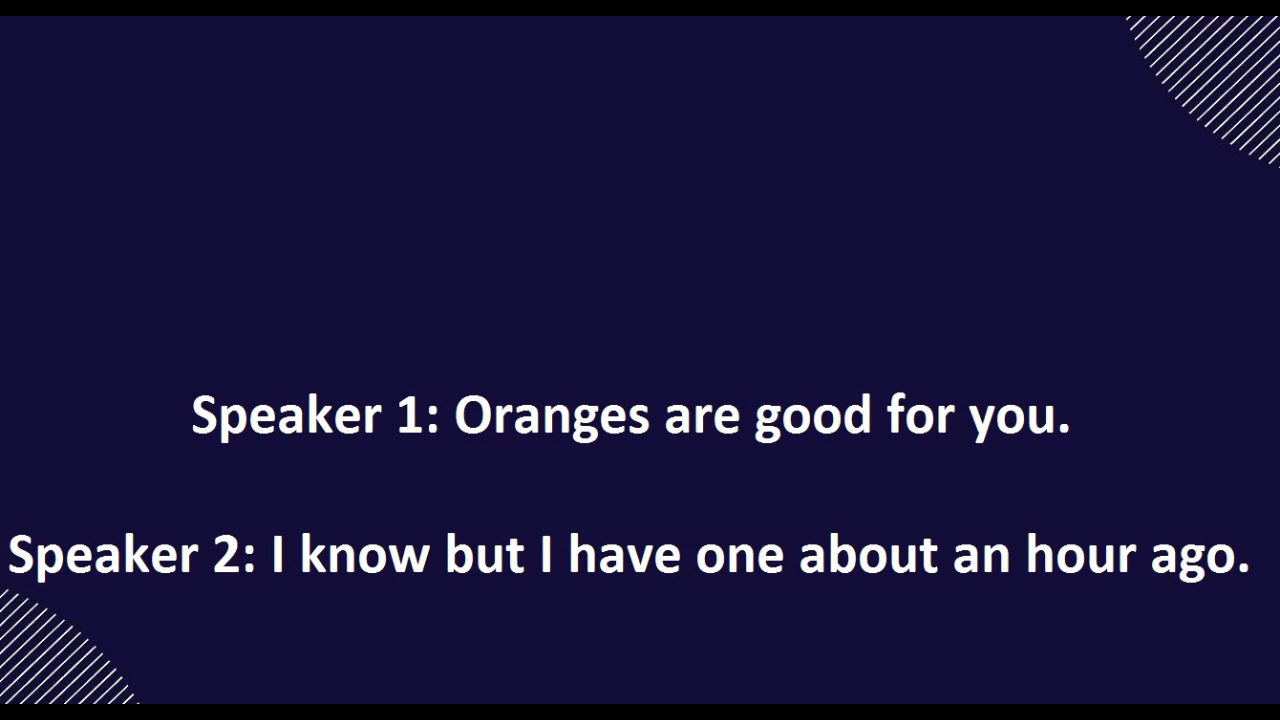 Speaker 1: Oranges are good for you.
Speaker 2: I know but I have one about an hour ago.